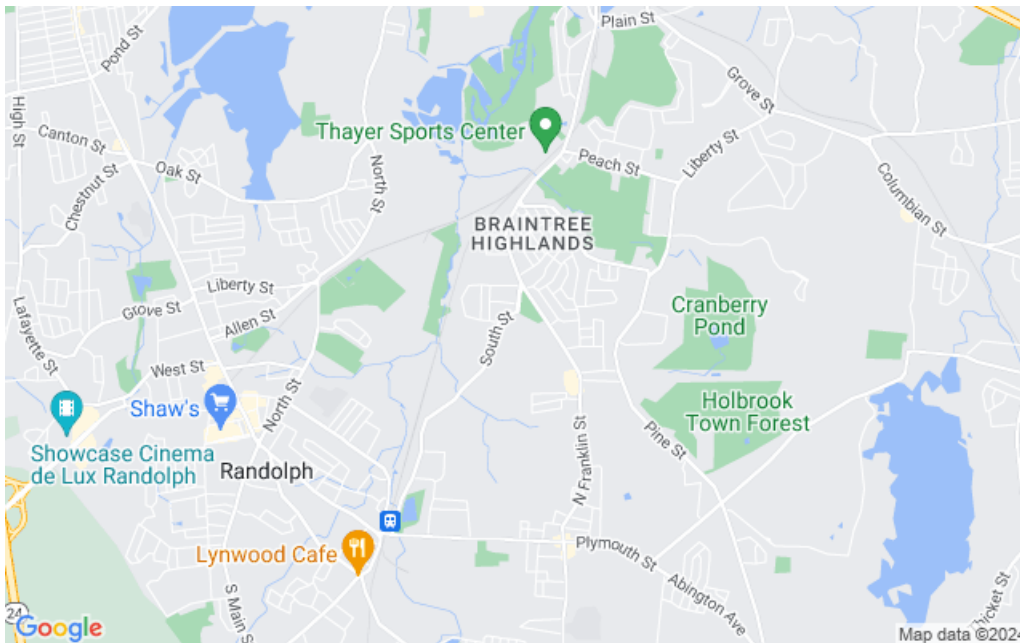 Plain St
Pond St
Grove St
High St
Thayer Sports Center
Canton St
Peach St
Liberty St
Oak St
North St
Chestnut St
Columbian St
BRAINTREE
HIGHLANDS
Liberty St
Grove St
Cranberry
Pond
Allen St
Lafayette St
South St
West St
Shaw's
North St
Holbrook
Town Forest
Showcase Cinema
de Lux Randolph
Randolph
Pine St
N Franklin St
Lynwood Cafe
Plymouth St
Abington Ave
S Main St
24
Google
Map data ©202